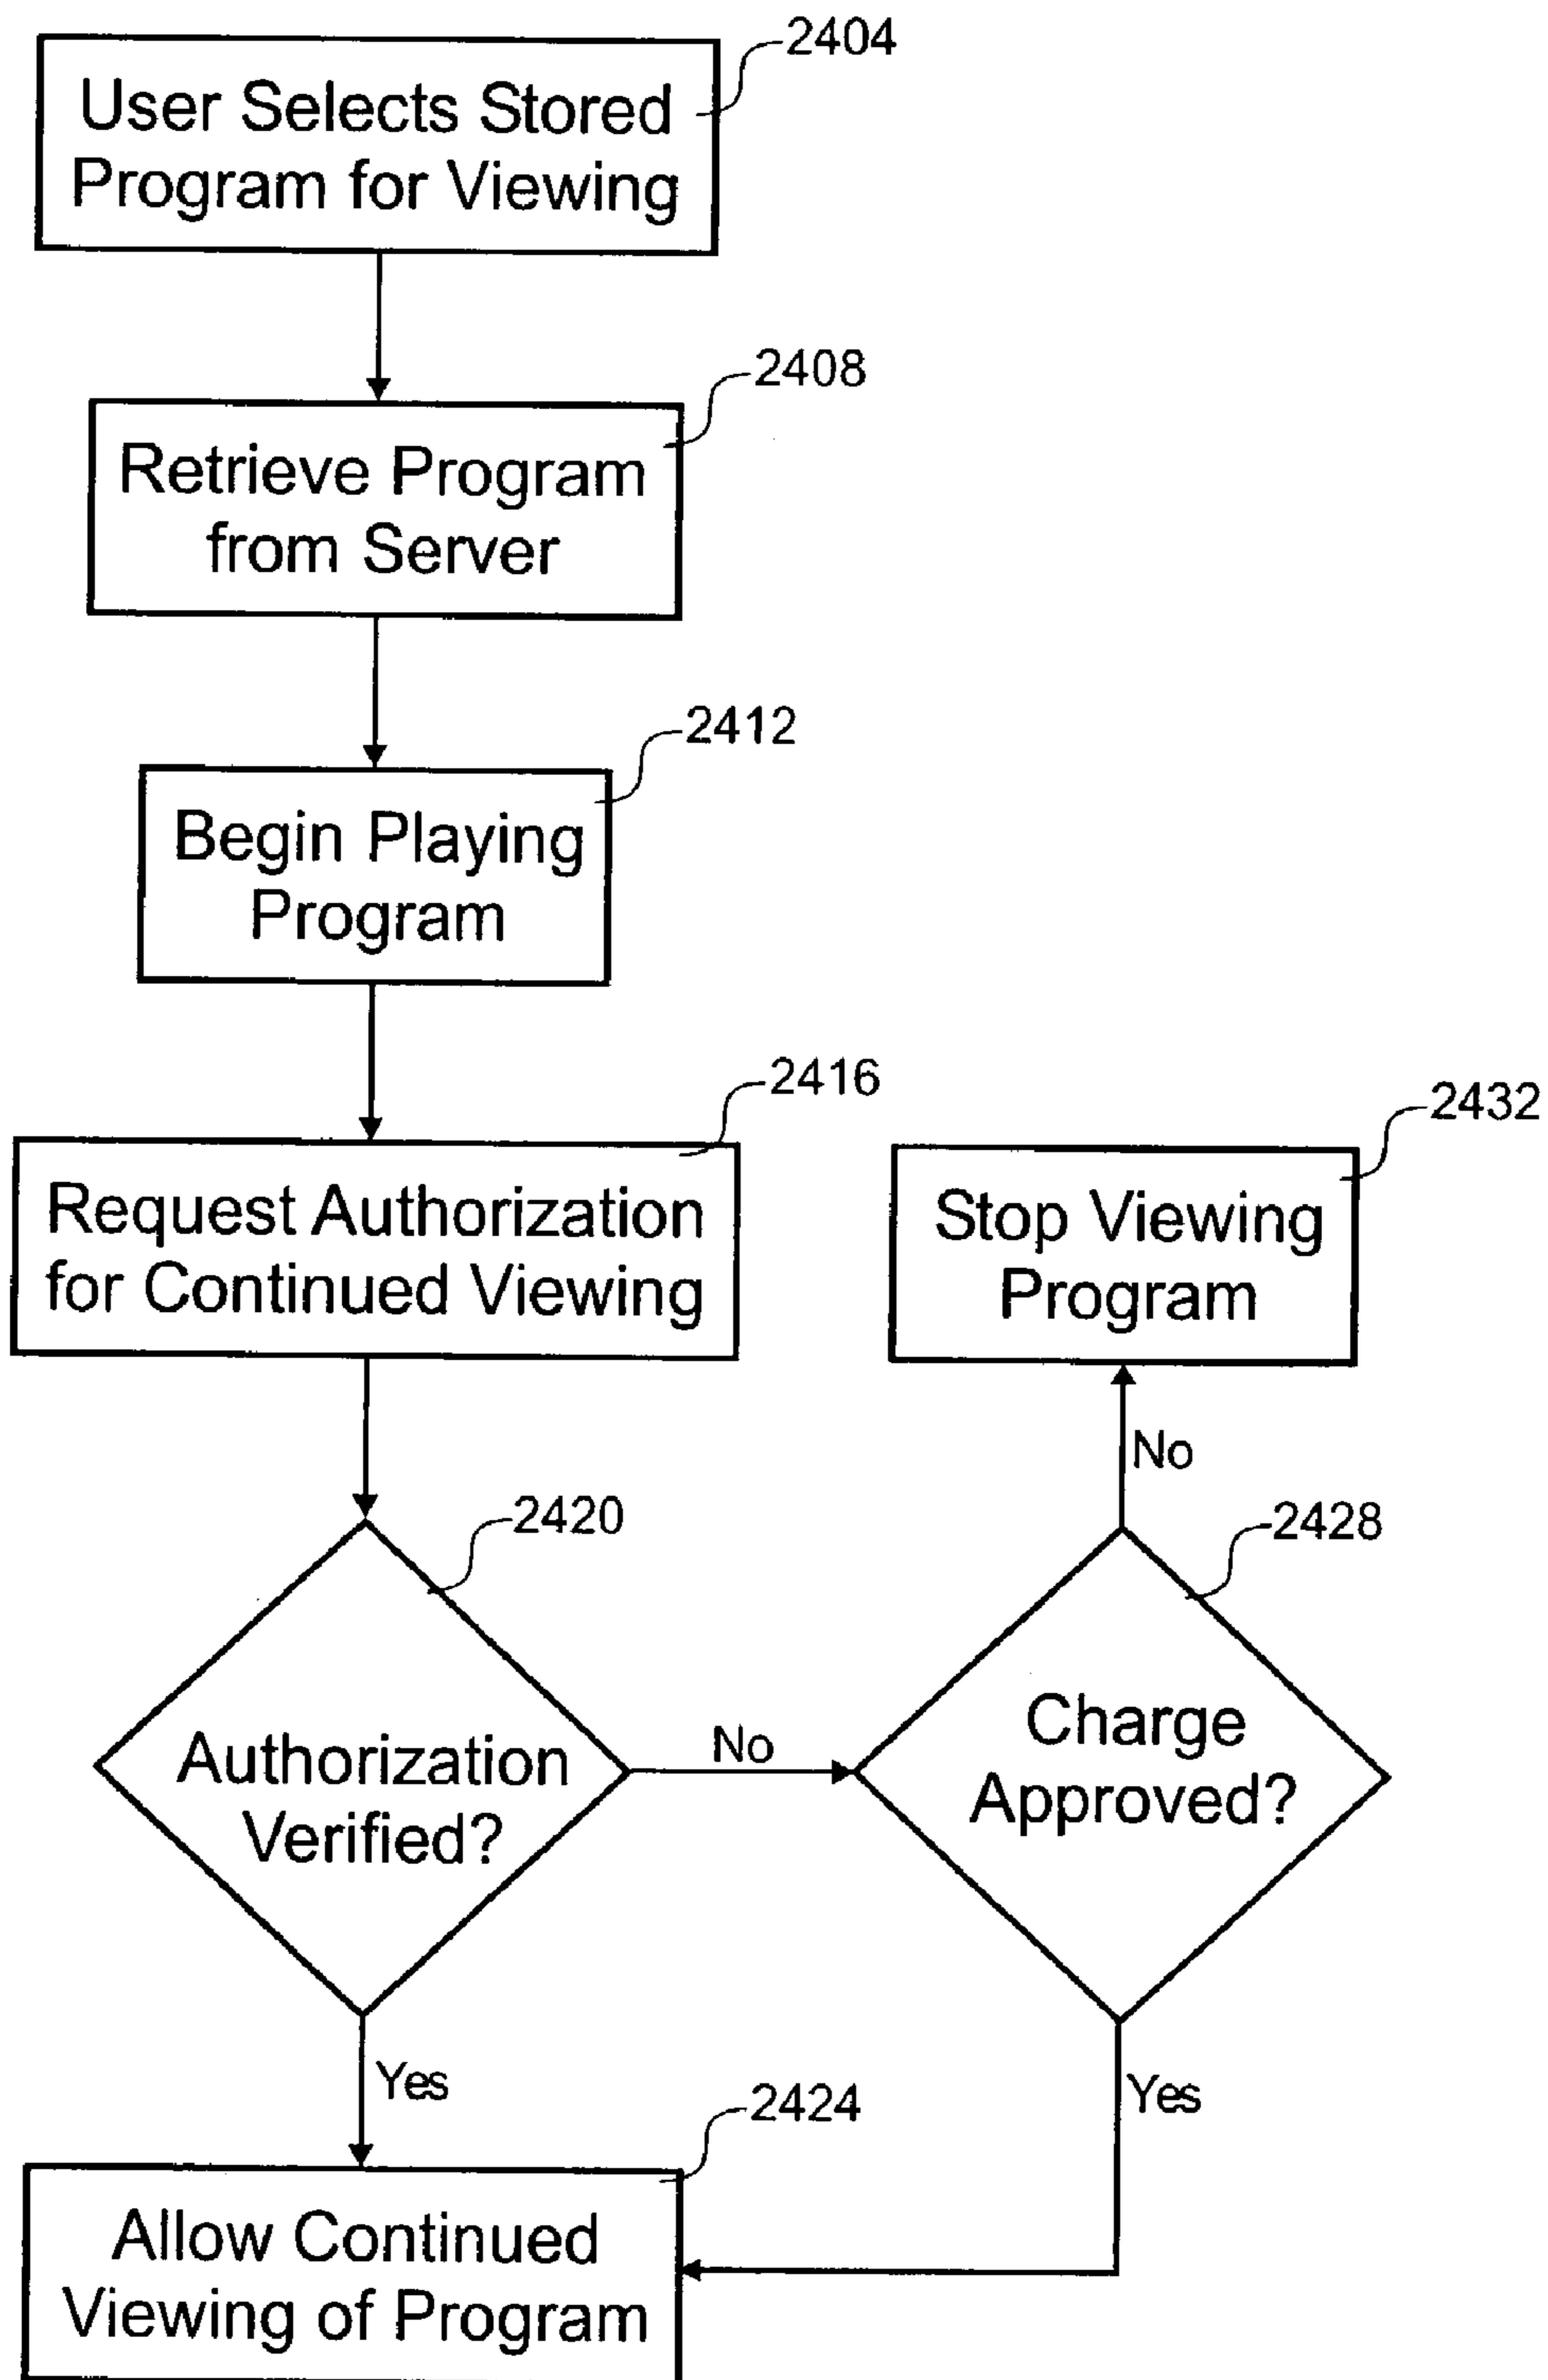 2404
User Selects Stored
Program for Viewing
2408
Retrieve Program
from Server
2412
Begin Playing
Program
2416
Request Authorization
for Continued Viewing
2432
Stop Viewing
Program
No
2420
2428
Authorization
Verified?
No
Charge
Approved?
Yes
Yes
2424
Allow Continued
Viewing of Program